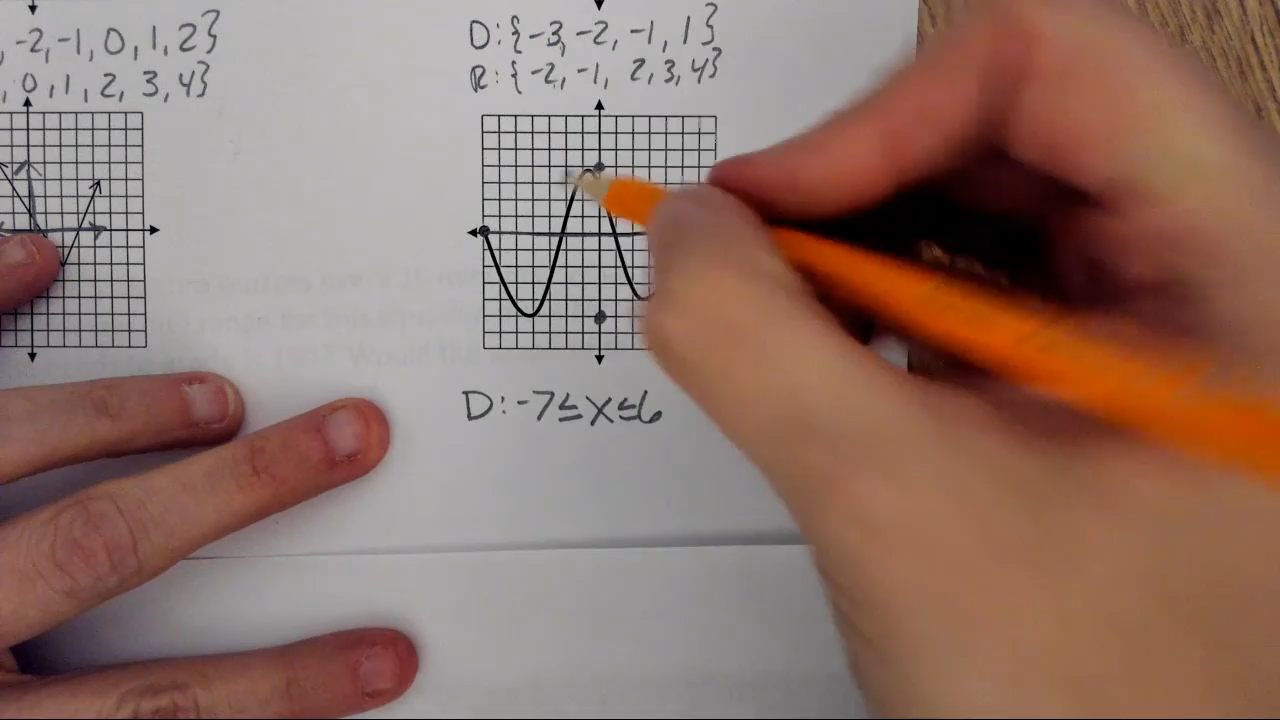 , -2, -1, 0, 1, 2}
, 0, 1, 2, 3, 4}
D: {-3, -2, -1, 1}
R: {-2, -1, 2, 3, 4}
D: -7 ≤ x ≤ 6